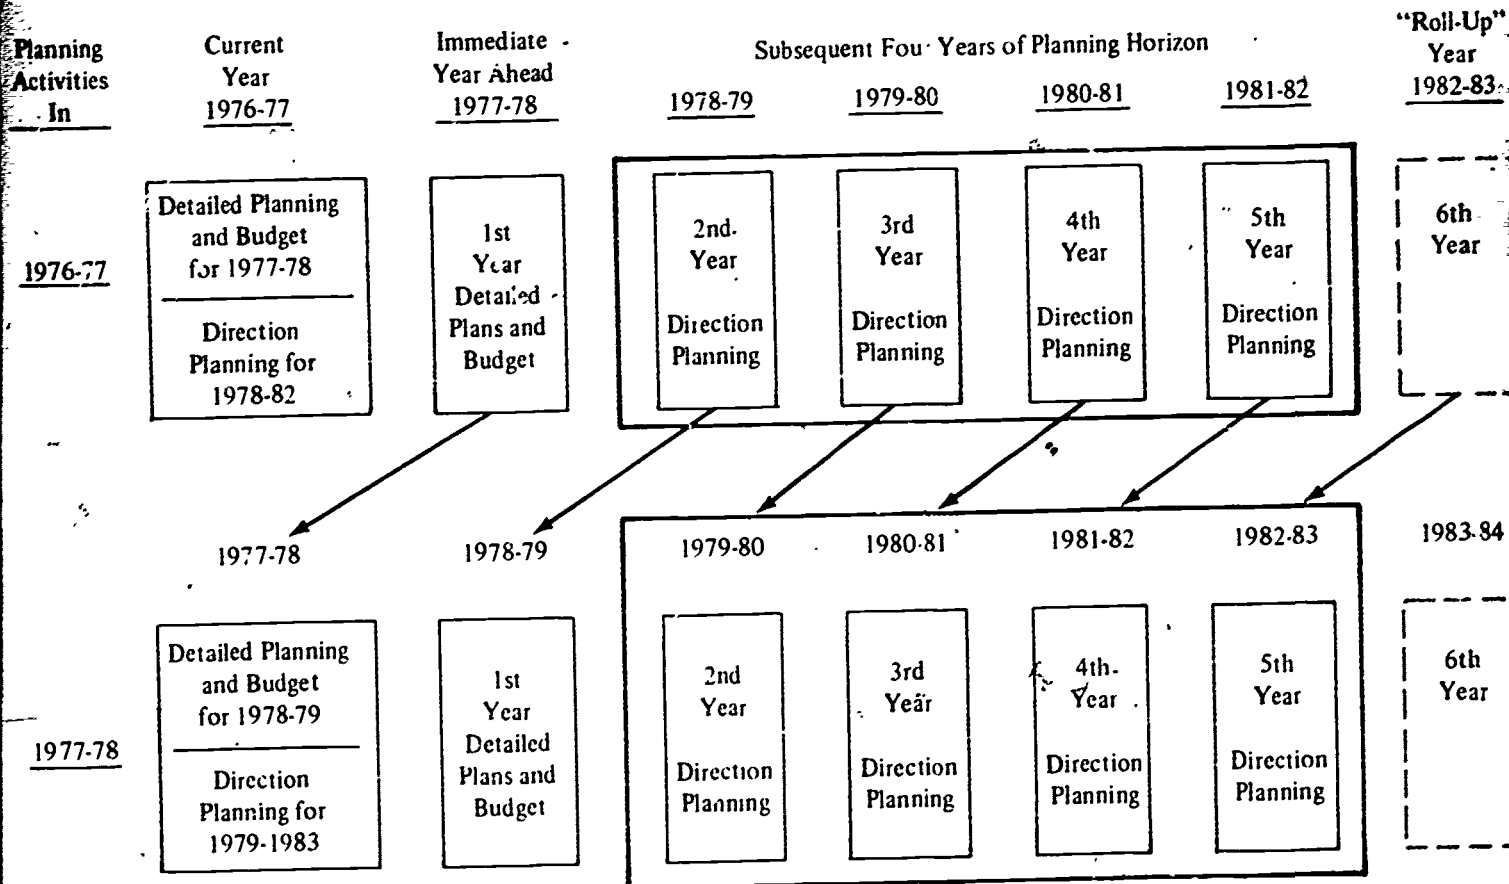 Planning
Activities
In
Current
Year
1976-77
Immediate
Year Ahead
1977-78
Subsequent Fou Years of Planning Horizon
1978-79
1979-80
1980-81
1981-82
“Roll-Up”
Year
1982-83
1976-77
Detailed Planning
and Budget
for 1977-78
Direction
Planning for
1978-82
1st
Year
Detailed
Plans and
Budget
2nd
Year
Direction
Planning
3rd
Year
Direction
Planning
4th
Year
Direction
Planning
5th
Year
Direction
Planning
6th
Year
1977-78
1978-79
1979-80
1980-81
1981-82
1982-83
1983-84
1977-78
Detailed Planning
and Budget
for 1978-79
Direction
Planning for
1979-1983
1st
Year
Detailed
Plans and
Budget
2nd
Year
Direction
Planning
3rd
Year
Direction
Planning
4th
Year
Direction
Planning
5th
Year
Direction
Planning
6th
Year